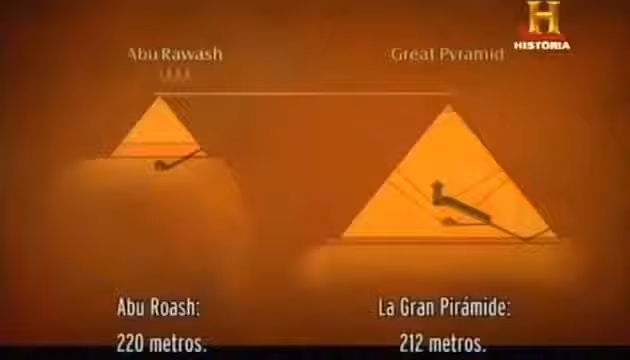 H
HISTORIA
Abu Rawash
Great Pyramid
Abu Roash:
220 metros.
La Gran Pirámide:
212 metros.